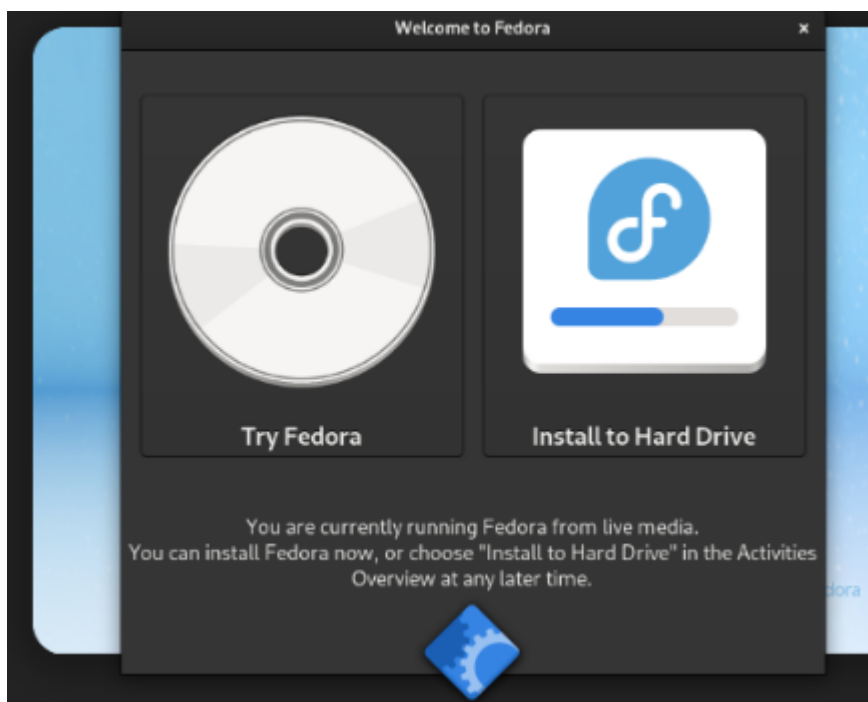 Welcome to Fedora
Try Fedora
Install to Hard Drive
You are currently running Fedora from live media.
You can install Fedora now, or choose "Install to Hard Drive" in the Activities
Overview at any later time.
dora